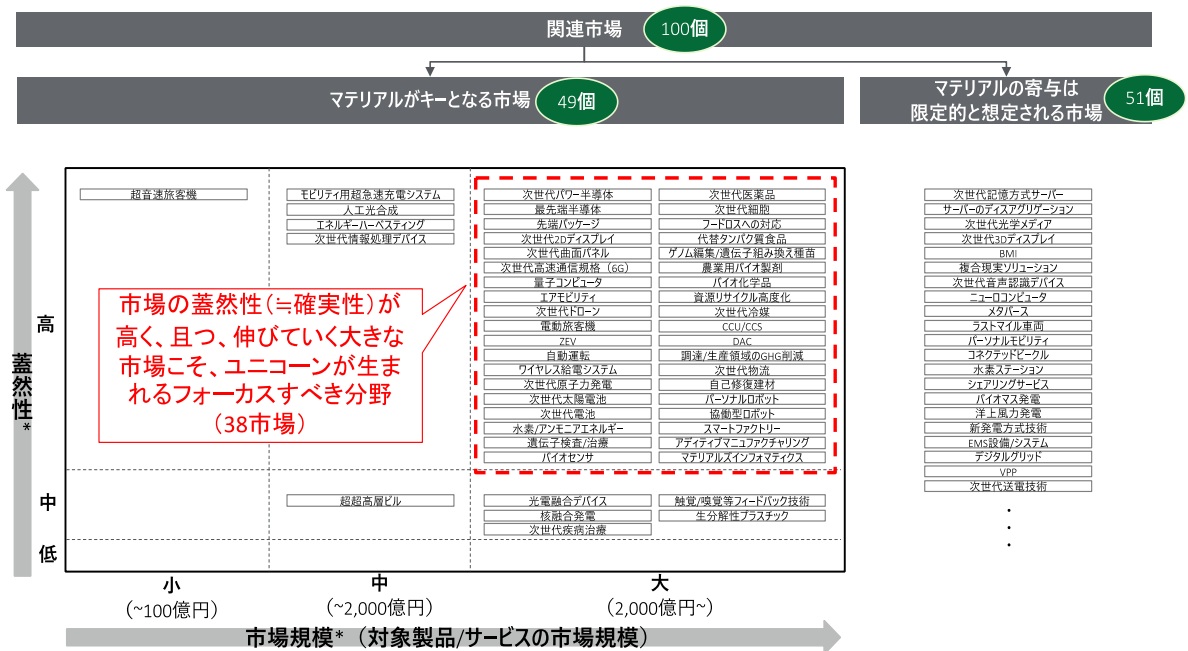 関連市場 100個
マテリアルがキーとなる市場 49個
マテリアルの寄与は
限定的と想定される市場
51個
蓋然性*
高
中
低
超音速旅客機
モビリティ用超急速充電システム
人工光合成
エネルギーハーベスティング
次世代情報処理デバイス
次世代パワー半導体
最先端半導体
先端パッケージ
次世代2Dディスプレイ
次世代曲面パネル
次世代高速通信規格（6G）
量子コンピュータ
エアモビリティ
次世代ドローン
電動旅客機
ZEV
自動運転
ワイヤレス給電システム
次世代原子力発電
次世代太陽電池
次世代電池
水素/アンモニアエネルギー
遺伝子検査/治療
バイオセンサ
次世代医薬品
次世代細胞
フードロスへの対応
代替タンパク質食品
ゲノム編集/遺伝子組み換え種苗
農業用バイオ製剤
バイオ化学品
資源リサイクル高度化
次世代冷媒
CCU/CCS
DAC
調達/生産領域のGHG削減
次世代物流
自己修復建材
パーソナルロボット
協働型ロボット
スマートファクトリー
アディティブマニュファクチャリング
マテリアルズインフォマティクス
市場の蓋然性(≒確実性)が
高く、且つ、伸びていく大きな
市場こそ、ユニコーンが生ま
れるフォーカスすべき分野
（38市場）
超超高層ビル
光電融合デバイス
核融合発電
次世代疾病治療
触覚/嗅覚等フィードバック技術
生分解性プラスチック
次世代記憶方式サーバー
サーバーのディスアグリゲーション
次世代光学メディア
次世代3Dディスプレイ
BMI
複合現実ソリューション
次世代音声認識デバイス
ニューロコンピュータ
メタバース
ラストマイル車両
パーソナルモビリティ
コネクテッドビークル
水素ステーション
シェアリングサービス
バイオマス発電
洋上風力発電
新発電方式技術
EMS設備/システム
デジタルグリッド
VPP
次世代送電技術
・
・
・
小
（~100億円）
中
（~2,000億円）
大
（2,000億円~）
市場規模*（対象製品/サービスの市場規模）